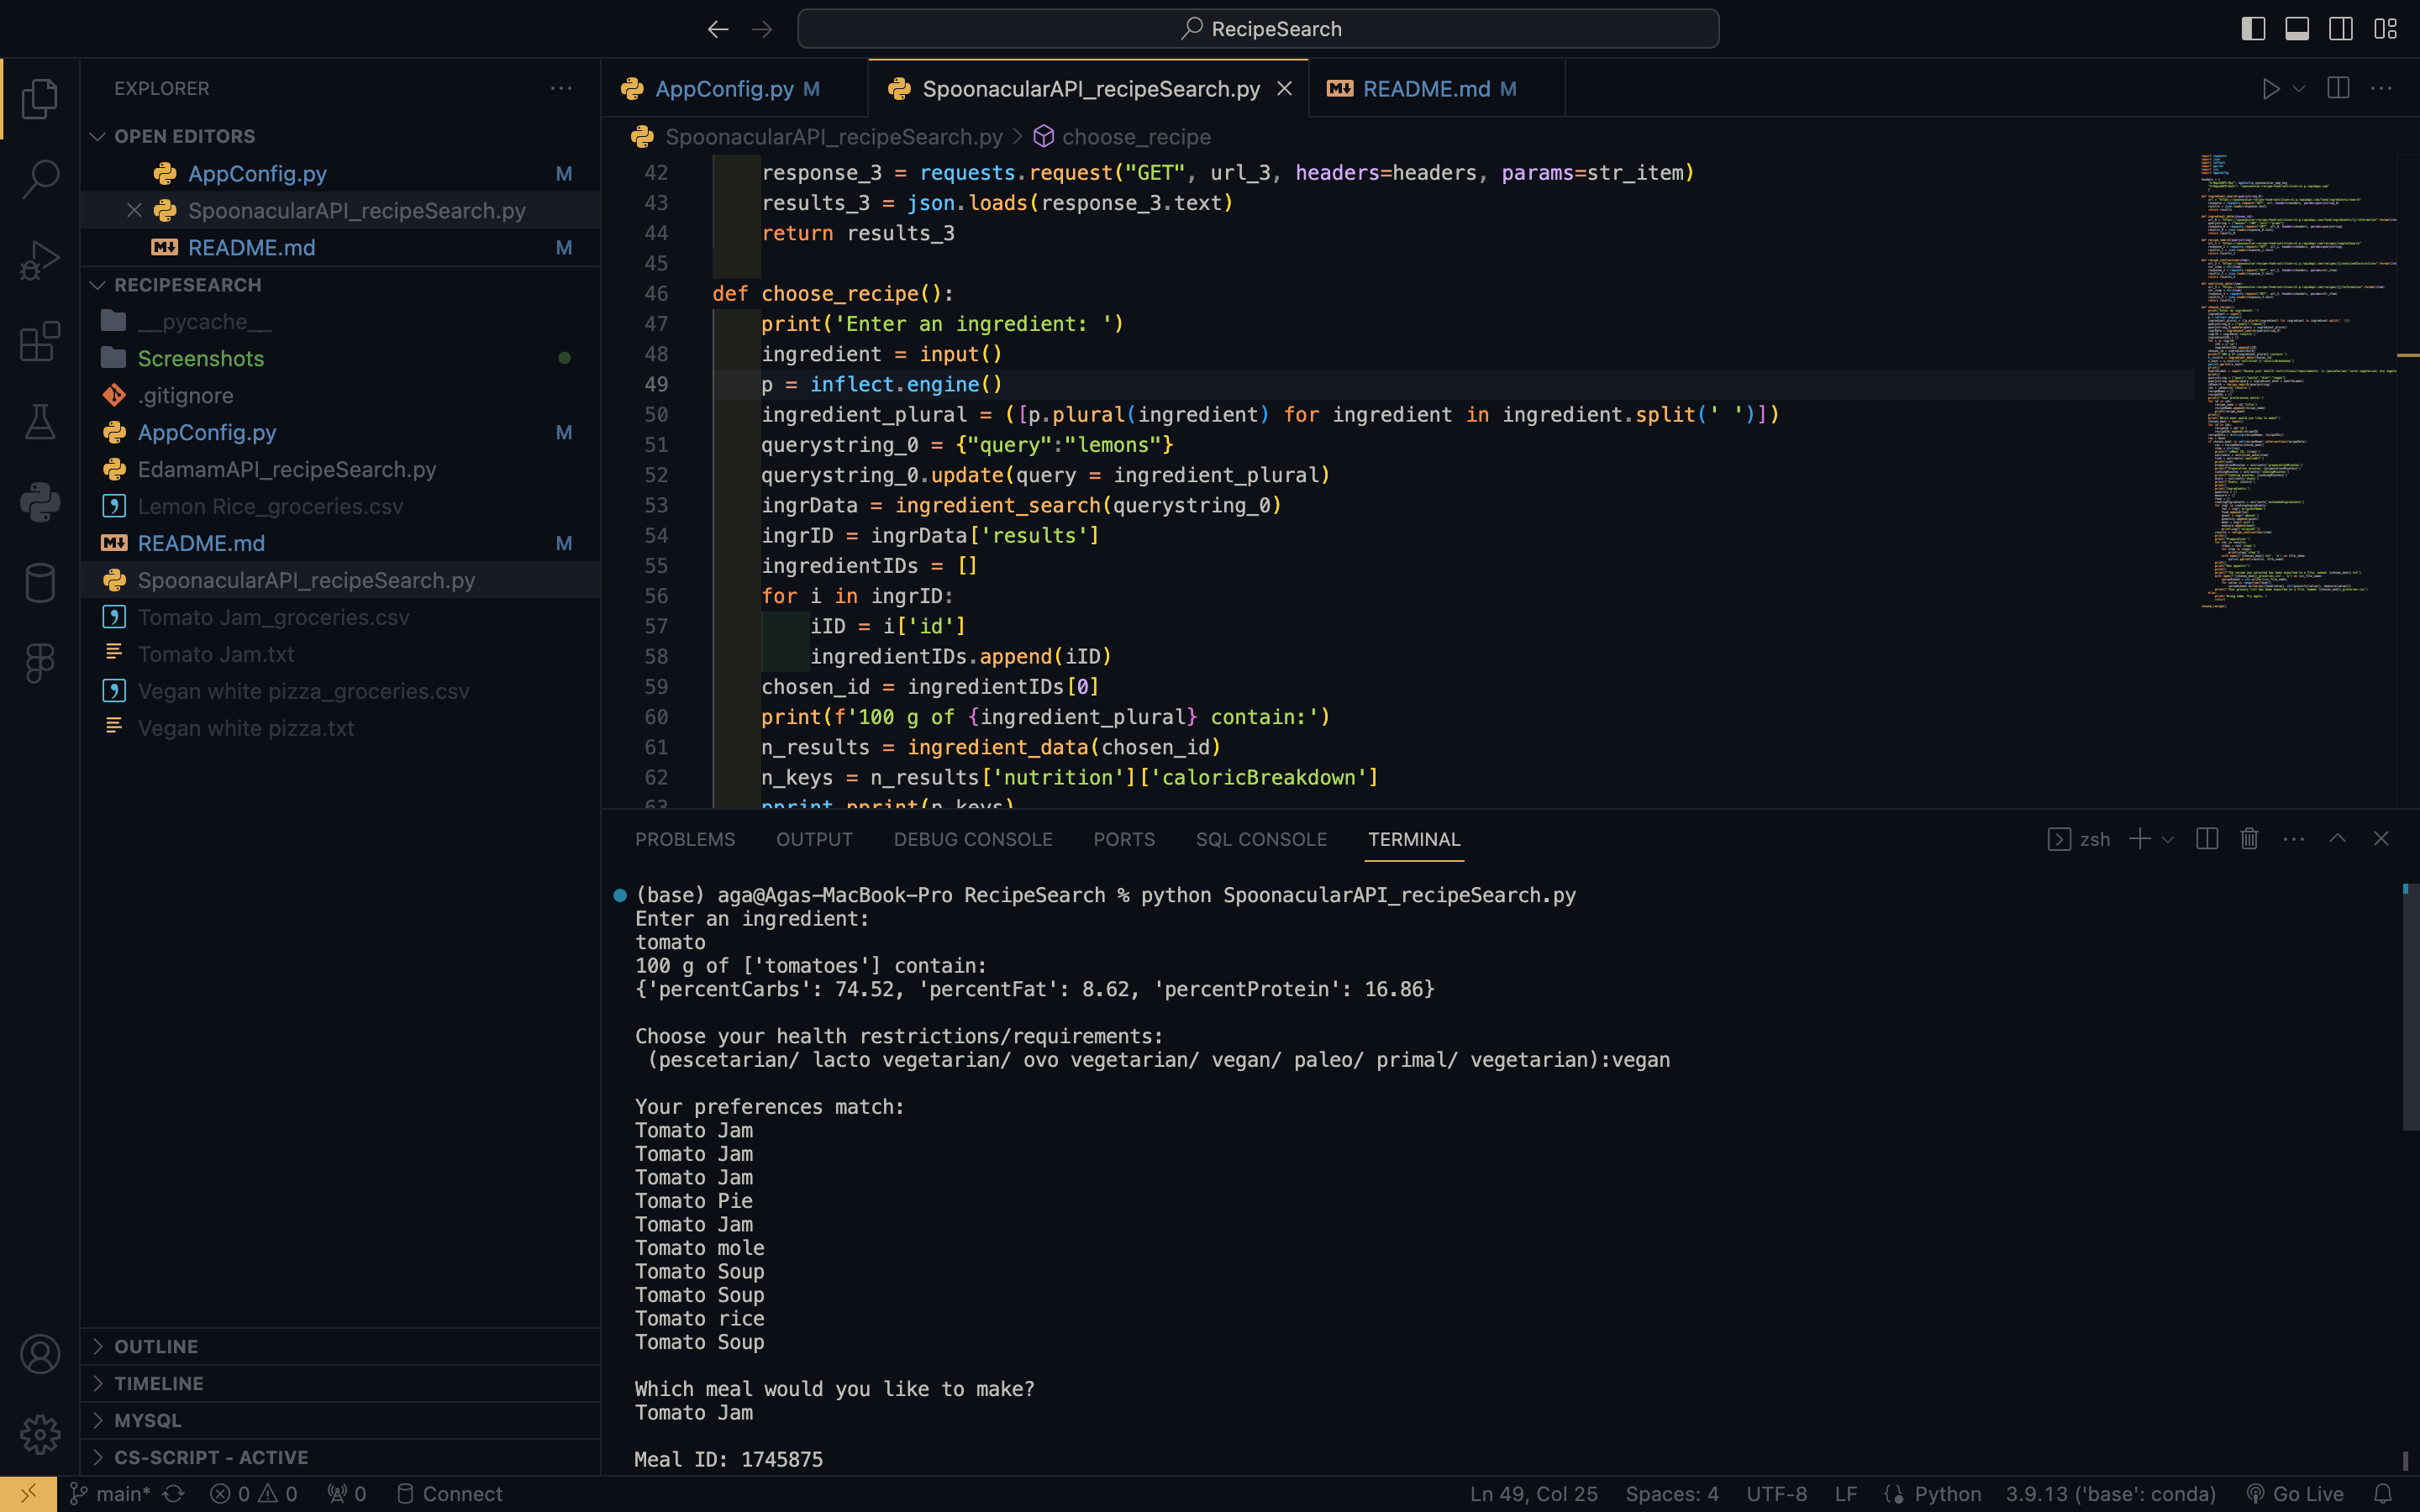 RecipeSearch
EXPLORER
OPEN EDITORS
AppConfig.py M
SpoonacularAPI_recipeSearch.py
README.md M
RECIPESEARCH
__pycache__
Screenshots
.gitignore
AppConfig.py M
EdamamAPI_recipeSearch.py
Lemon Rice_groceries.csv
README.md M
SpoonacularAPI_recipeSearch.py
Tomato Jam_groceries.csv
Tomato Jam.txt
Vegan white pizza_groceries.csv
Vegan white pizza.txt
OUTLINE
TIMELINE
MYSQL
CS-SCRIPT - ACTIVE
AppConfig.py M SpoonacularAPI_recipeSearch.py README.md M
SpoonacularAPI_recipeSearch.py > choose_recipe
42 response_3 = requests.request("GET", url_3, headers=headers, params=str_item)
43 results_3 = json.loads(response_3.text)
44 return results_3
45
46 def choose_recipe():
47 print('Enter an ingredient: ')
48 ingredient = input()
49 p = inflect.engine()
50 ingredient_plural = ([p.plural(ingredient) for ingredient in ingredient.split(' ')])
51 querystring_0 = {"query":"lemons"}
52 querystring_0.update(query = ingredient_plural)
53 ingrData = ingredient_search(querystring_0)
54 ingrID = ingrData['results']
55 ingredientIDs = []
56 for i in ingrID:
57 iID = i['id']
58 ingredientIDs.append(iID)
59 chosen_id = ingredientIDs[0]
60 print(f'100 g of {ingredient_plural} contain:')
61 n_results = ingredient_data(chosen_id)
62 n_keys = n_results['nutrition']['caloricBreakdown']
63 pprint.pprint(n_keys)
PROBLEMS OUTPUT DEBUG CONSOLE PORTS SQL CONSOLE TERMINAL zsh
(base) aga@Agas-MacBook-Pro RecipeSearch % python SpoonacularAPI_recipeSearch.py
Enter an ingredient:
tomato
100 g of ['tomatoes'] contain:
{'percentCarbs': 74.52, 'percentFat': 8.62, 'percentProtein': 16.86}
Choose your health restrictions/requirements:
(pescetarian/ lacto vegetarian/ ovo vegetarian/ vegan/ paleo/ primal/ vegetarian):vegan
Your preferences match:
Tomato Jam
Tomato Jam
Tomato Jam
Tomato Pie
Tomato Jam
Tomato mole
Tomato Soup
Tomato Soup
Tomato rice
Tomato Soup
Which meal would you like to make?
Tomato Jam
Meal ID: 1745875
main* 0 0 0 Connect Ln 49, Col 25 Spaces: 4 UTF-8 LF Python 3.9.13 ('base': conda) Go Live